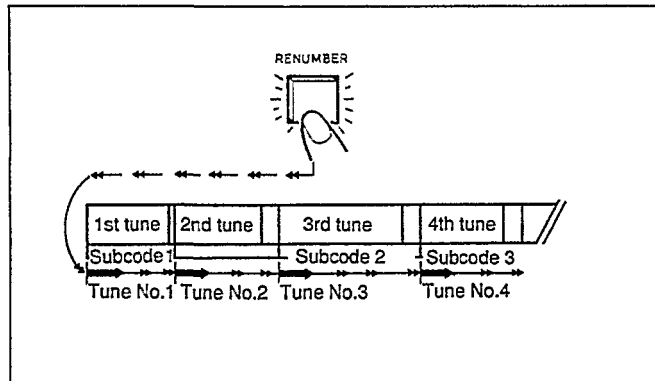 RENUMBER
1st tune 2nd tune 3rd tune 4th tune
Subcode 1 Subcode 2 Subcode 3
Tune No.1 Tune No.2 Tune No.3 Tune No.4